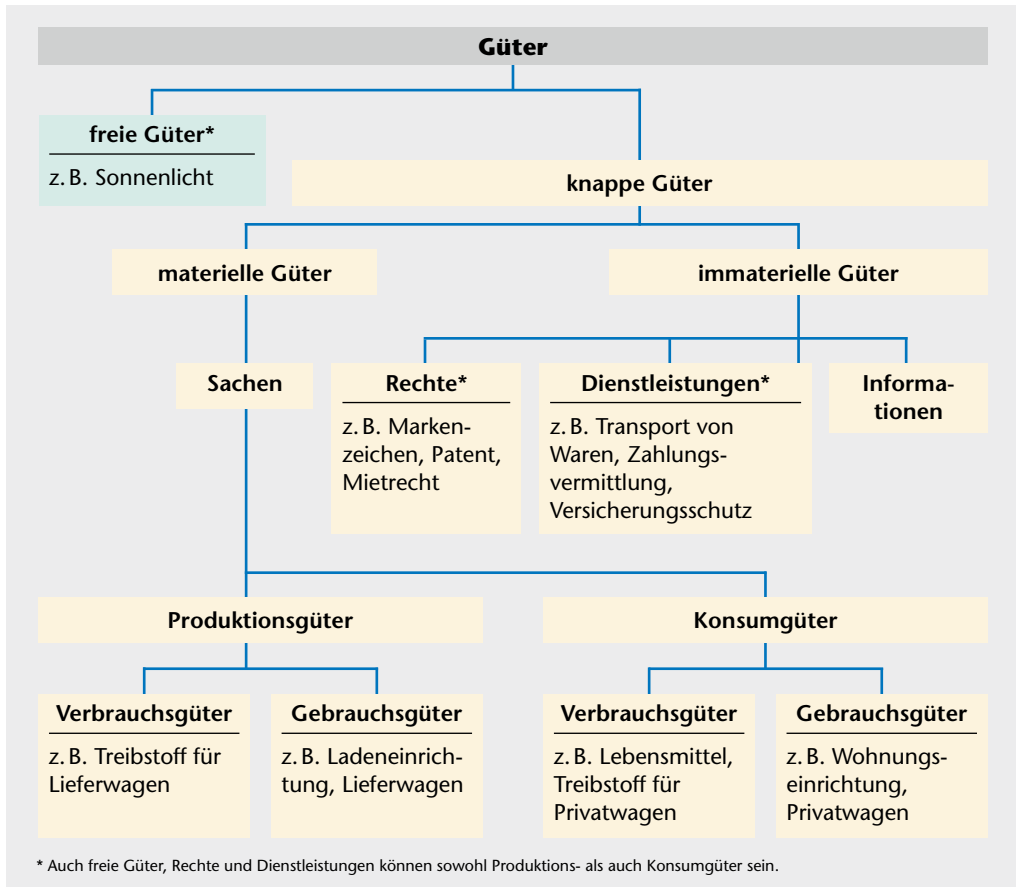 Güter
freie Güter*
z. B. Sonnenlicht
knappe Güter
materielle Güter
immaterielle Güter
Sachen
Rechte*
z. B. Marken-
zeichen, Patent,
Mietrecht
Dienstleistungen*
z. B. Transport von
Waren, Zahlungs-
vermittlung,
Versicherungsschutz
Informa-
tionen
Produktionsgüter
Konsumgüter
Verbrauchsgüter
z. B. Treibstoff für
Lieferwagen
Gebrauchsgüter
z. B. Ladeneinrich-
tung, Lieferwagen
Verbrauchsgüter
z. B. Lebensmittel,
Treibstoff für
Privatwagen
Gebrauchsgüter
z. B. Wohnungs-
einrichtung,
Privatwagen
* Auch freie Güter, Rechte und Dienstleistungen können sowohl Produktions- als auch Konsumgüter sein.